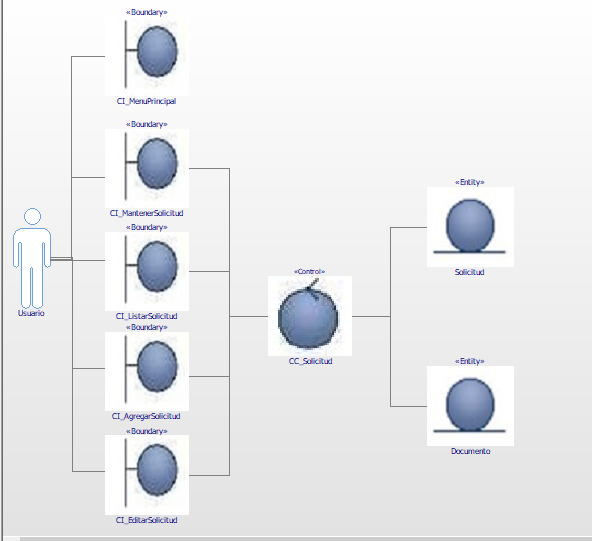 «Boundary»
CI_MenuPrincipal
«Boundary»
CI_MantenerSolicitud
«Boundary»
CI_ListarSolicitud
«Boundary»
CI_AgregarSolicitud
«Boundary»
CI_EditarSolicitud
Usuario
«Control»
CC_Solicitud
«Entity»
Solicitud
«Entity»
Documento